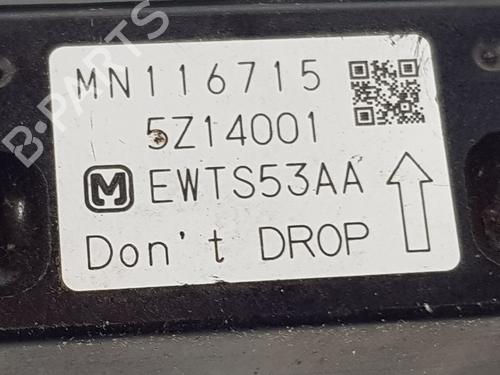 MN116715
5Z14001
M EWTS53AA
Don't DROP
B-PARTS